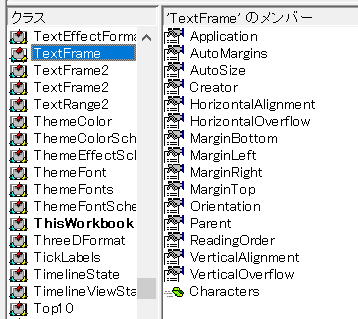 クラス
TextEffectForma
TextFrame
TextFrame2
TextFrame2
TextRange2
ThemeColor
ThemeColorSch
ThemeEffectScl
ThemeFont
ThemeFonts
ThemeFontSche
ThisWorkbook
ThreeDFormat
TickLabels
TimelineState
TimelineViewSta
Top10
'TextFrame' のメンバー
Application
AutoMargins
AutoSize
Creator
HorizontalAlignment
HorizontalOverflow
MarginBottom
MarginLeft
MarginRight
MarginTop
Orientation
Parent
ReadingOrder
VerticalAlignment
VerticalOverflow
Characters